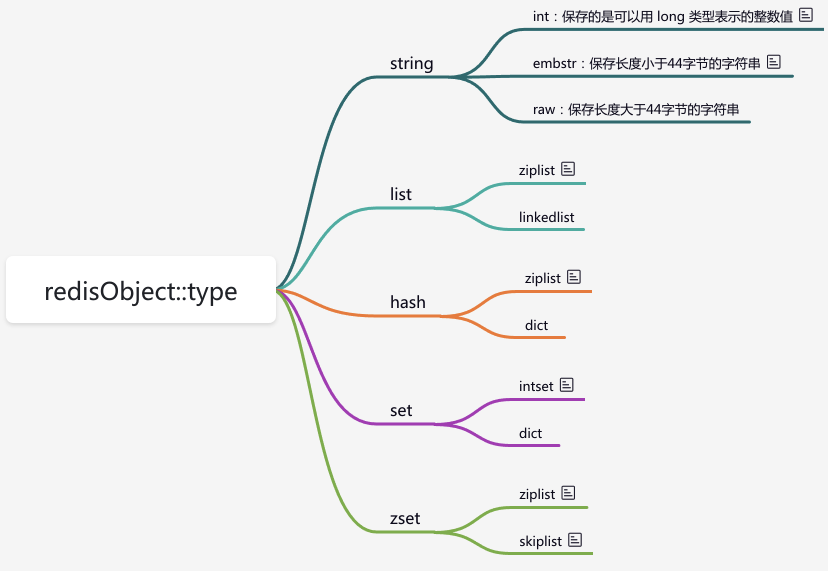 redisObject::type
string
int：保存的是可以用 long 类型表示的整数值
embstr：保存长度小于44字节的字符串
raw：保存长度大于44字节的字符串
list
ziplist
linkedlist
hash
ziplist
dict
set
intset
dict
zset
ziplist
skiplist